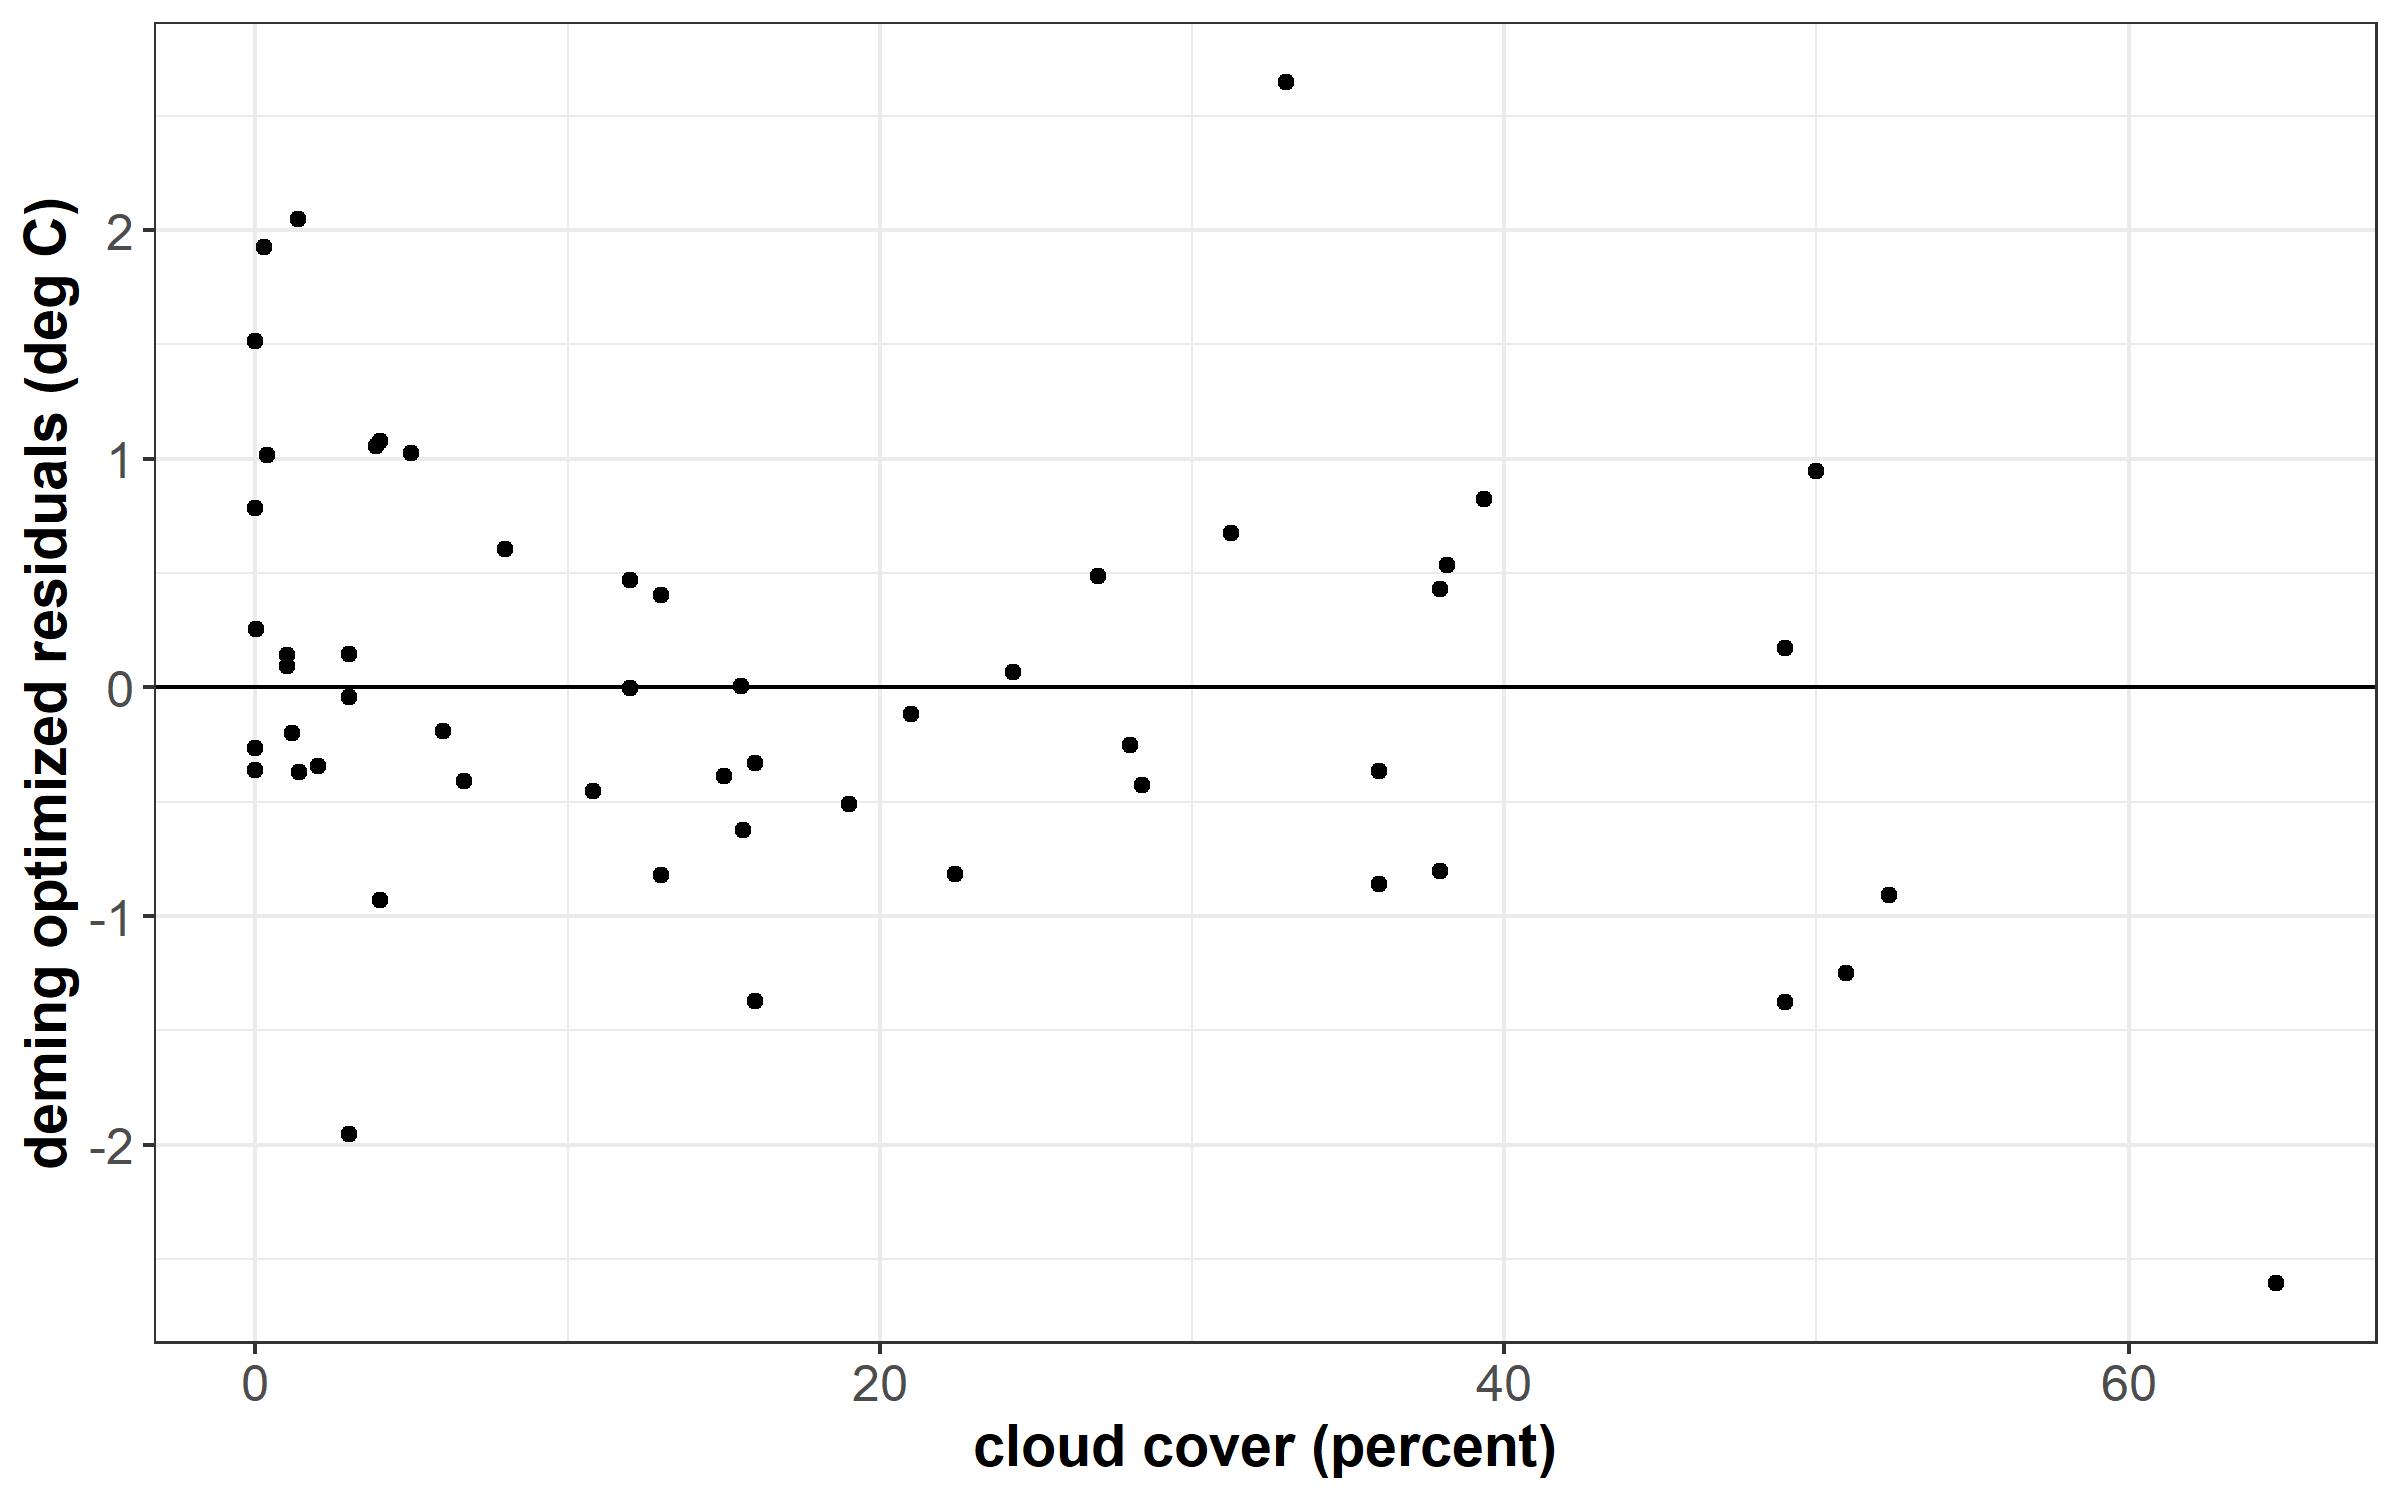 deming optimized residuals (deg C)
2
1
0
-1
-2
0 20 40 60
cloud cover (percent)